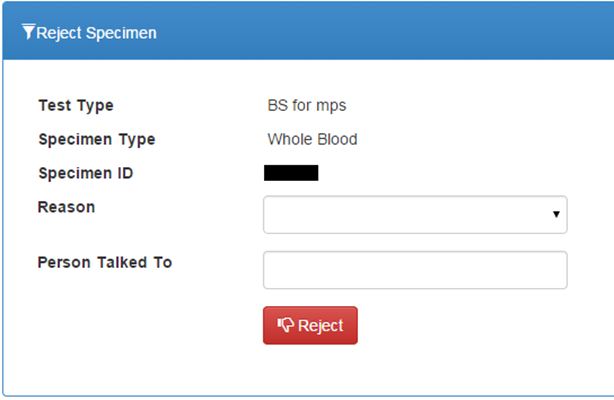 Reject Specimen
Test Type BS for mps
Specimen Type Whole Blood
Specimen ID
Reason
Person Talked To
Reject